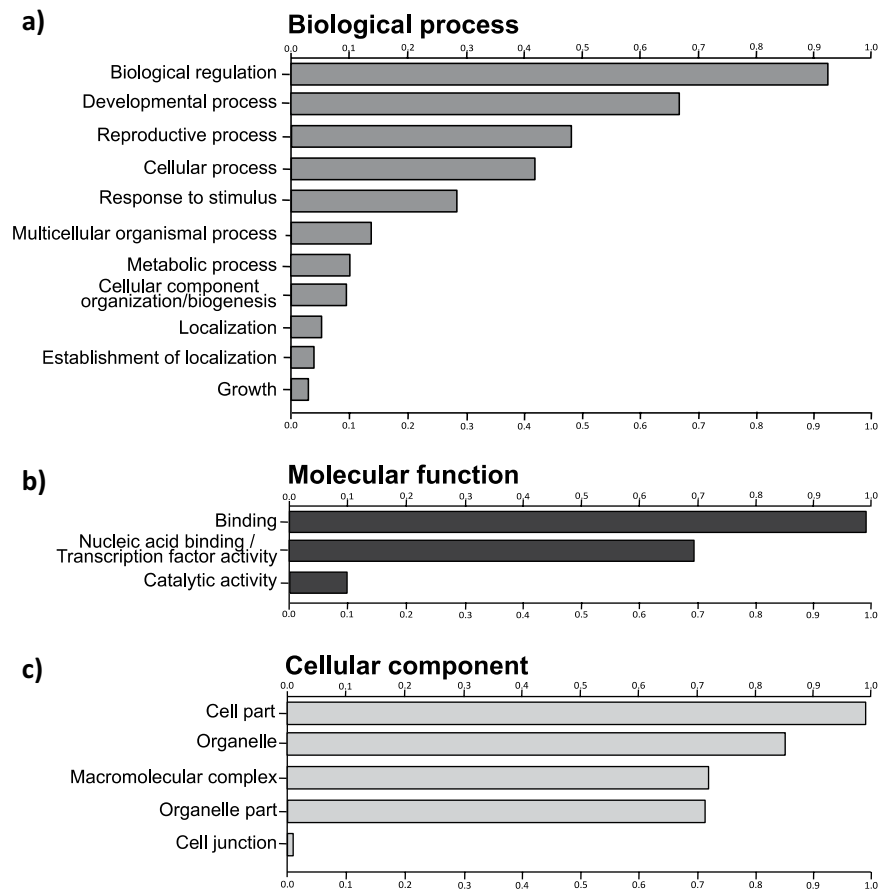 a)
Biological process
0.0 0.1 0.2 0.3 0.4 0.5 0.6 0.7 0.8 0.9 1.0
Biological regulation
Developmental process
Reproductive process
Cellular process
Response to stimulus
Multicellular organismal process
Metabolic process
Cellular component
organization/biogenesis
Localization
Establishment of localization
Growth
0.0 0.1 0.2 0.3 0.4 0.5 0.6 0.7 0.8 0.9 1.0
b)
Molecular function
0.0 0.1 0.2 0.3 0.4 0.5 0.6 0.7 0.8 0.9 1.0
Binding
Nucleic acid binding /
Transcription factor activity
Catalytic activity
0.0 0.1 0.2 0.3 0.4 0.5 0.6 0.7 0.8 0.9 1.0
c)
Cellular component
0.0 0.1 0.2 0.3 0.4 0.5 0.6 0.7 0.8 0.9 1.0
Cell part
Organelle
Macromolecular complex
Organelle part
Cell junction
0.0 0.1 0.2 0.3 0.4 0.5 0.6 0.7 0.8 0.9 1.0